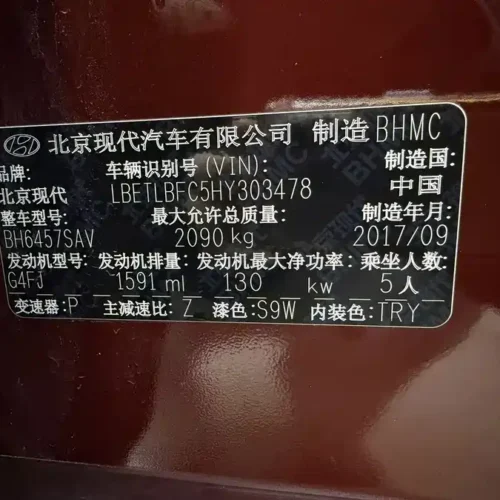 北京现代汽车有限公司 制造 BHMC
品牌: 车辆识别号(VIN): 制造国:
北京现代 LBETLBFC5HY303478 中国
整车型号: 最大允许总质量: 制造年月:
BH6457SAV 2090 kg 2017/09
发动机型号: 发动机排量: 发动机最大净功率: 乘坐人数:
G4FJ 1591 ml 130 kw 5人
变速器:P 主减速比:Z 漆色:S9W 内装色:TRY